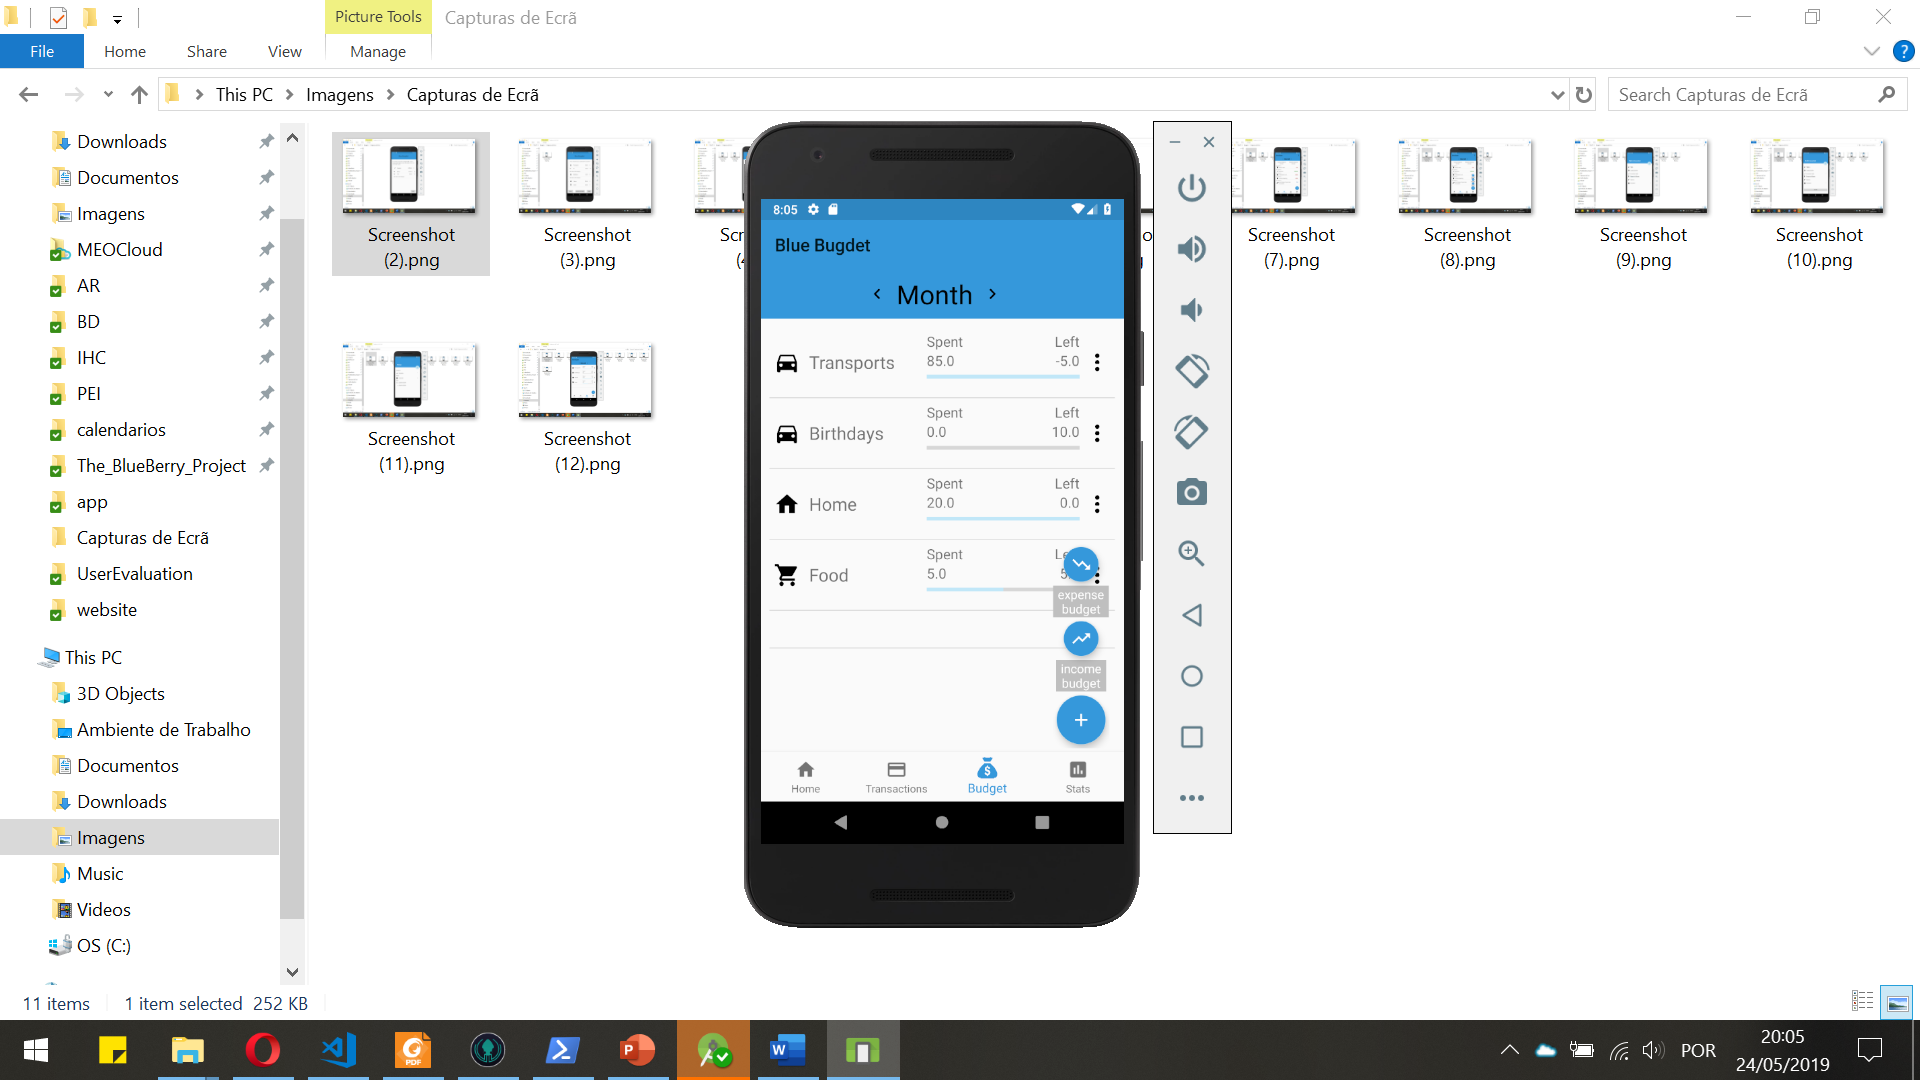 Picture Tools
Capturas de Ecrã
File
Home
Share
View
Manage
This PC
Imagens
Capturas de Ecrã
Search Capturas de Ecrã
Downloads
Documentos
Imagens
MEOCloud
AR
BD
IHC
PEI
calendarios
The_BlueBerry_Project
app
Capturas de Ecrã
UserEvaluation
website
This PC
3D Objects
Ambiente de Trabalho
Documentos
Downloads
Imagens
Music
Videos
OS (C:)
Screenshot
(2).png
Screenshot
(3).png
Screenshot
(7).png
Screenshot
(8).png
Screenshot
(9).png
Screenshot
(10).png
Screenshot
(11).png
Screenshot
(12).png
8:05
Blue Bugdet
Month
Transports
Spent
85.0
Left
-5.0
Birthdays
Spent
0.0
Left
10.0
Home
Spent
20.0
Left
0.0
Food
Spent
5.0
expense
budget
income
budget
+
Home
Transactions
Budget
Stats
11 items
1 item selected 252 KB
POR
20:05
24/05/2019